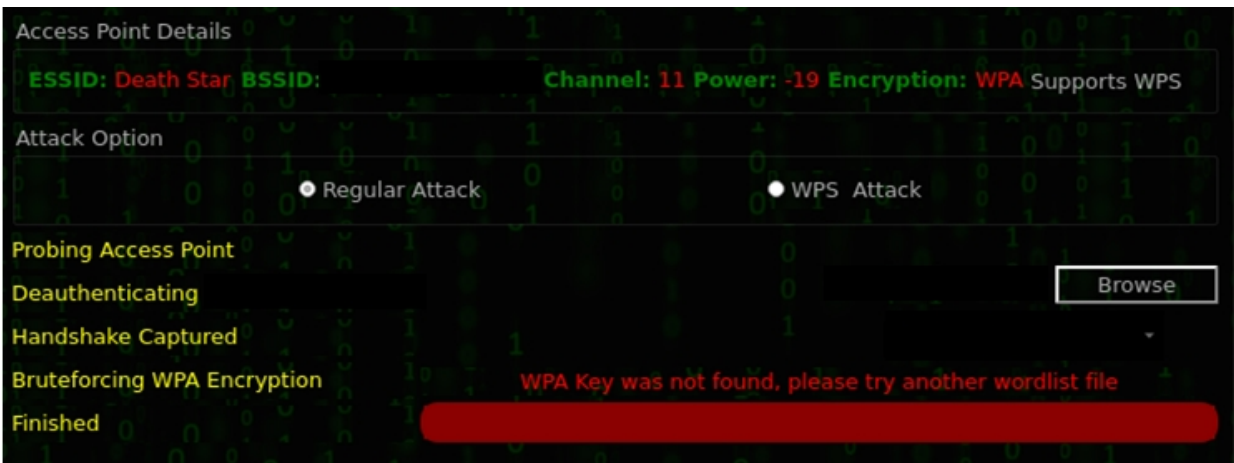 Access Point Details
ESSID: Death Star BSSID: Channel: 11 Power: -19 Encryption: WPA Supports WPS
Attack Option
Regular Attack WPS Attack
Probing Access Point
Deauthenticating Browse
Handshake Captured
Bruteforcing WPA Encryption WPA Key was not found, please try another wordlist file
Finished